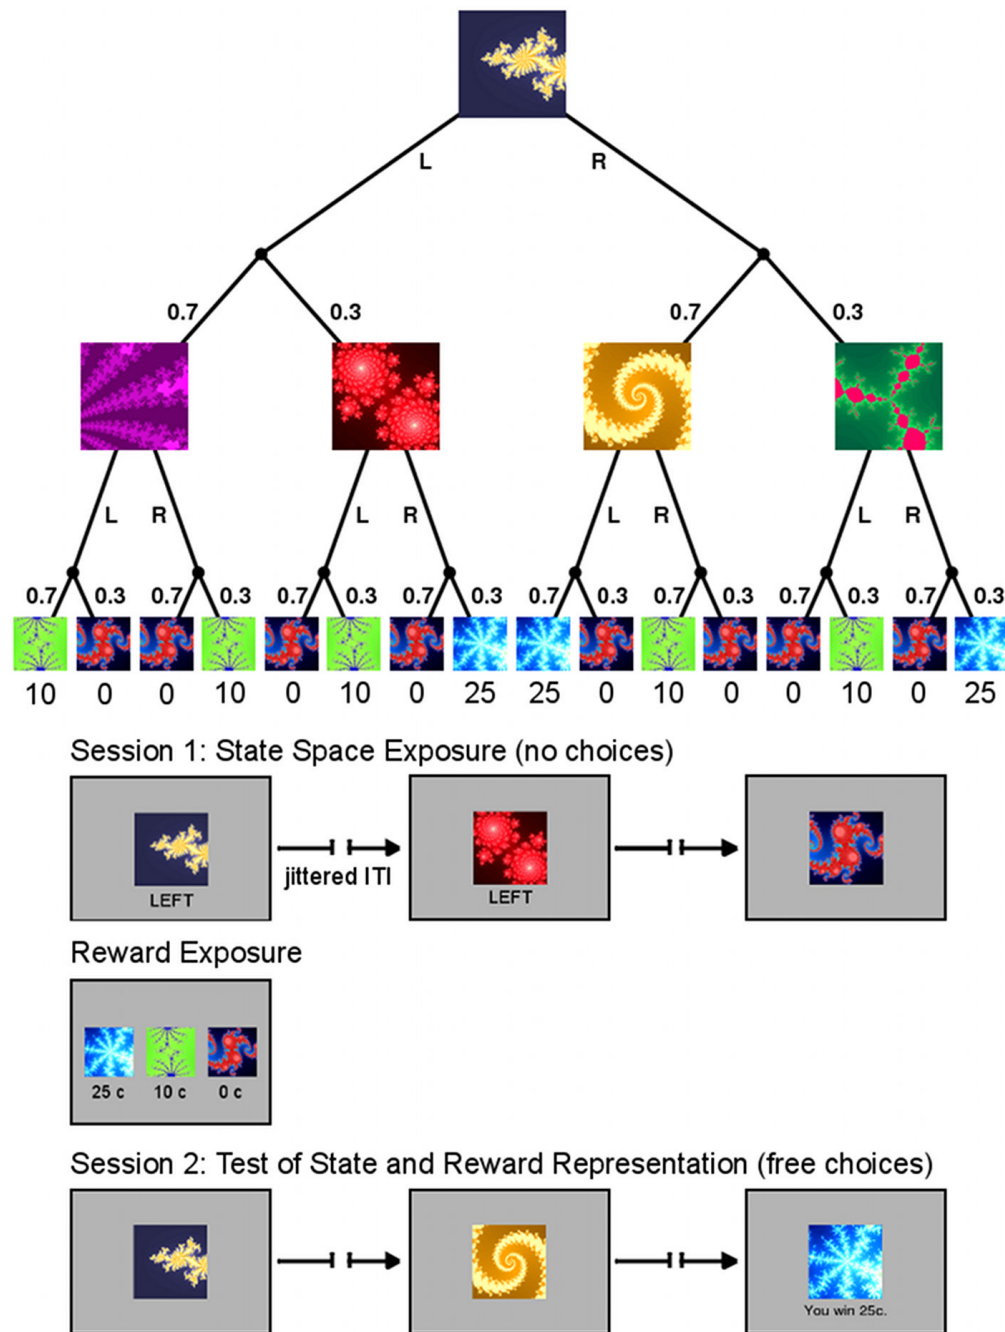 L R
0.7 0.3 0.7 0.3
L R L R L R L R
0.7 0.3 0.7 0.3 0.7 0.3 0.7 0.3 0.7 0.3 0.7 0.3 0.7 0.3 0.7 0.3
10 0 0 10 0 10 0 25 25 0 10 0 0 10 0 25
Session 1: State Space Exposure (no choices)
jittered ITI
LEFT LEFT
Reward Exposure
25 c 10 c 0 c
Session 2: Test of State and Reward Representation (free choices)
You win 25c.